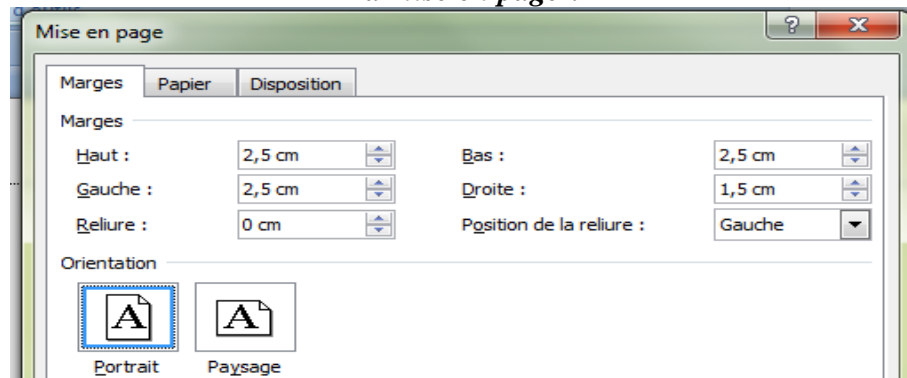 Mise en page
Marges Papier Disposition
Marges
Haut : 2,5 cm Bas : 2,5 cm
Gauche : 2,5 cm Droite : 1,5 cm
Reliure : 0 cm Position de la reliure : Gauche
Orientation
A A
Portrait Paysage